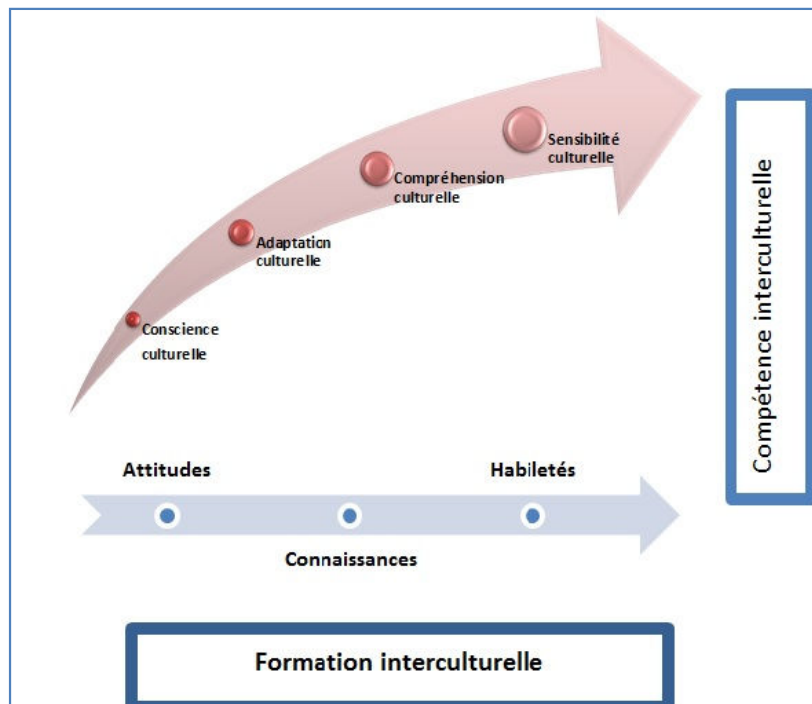 Sensibilité
culturelle
Compréhension
culturelle
Adaptation
culturelle
Conscience
culturelle
Compétence interculturelle
Attitudes
Habiletés
Connaissances
Formation interculturelle